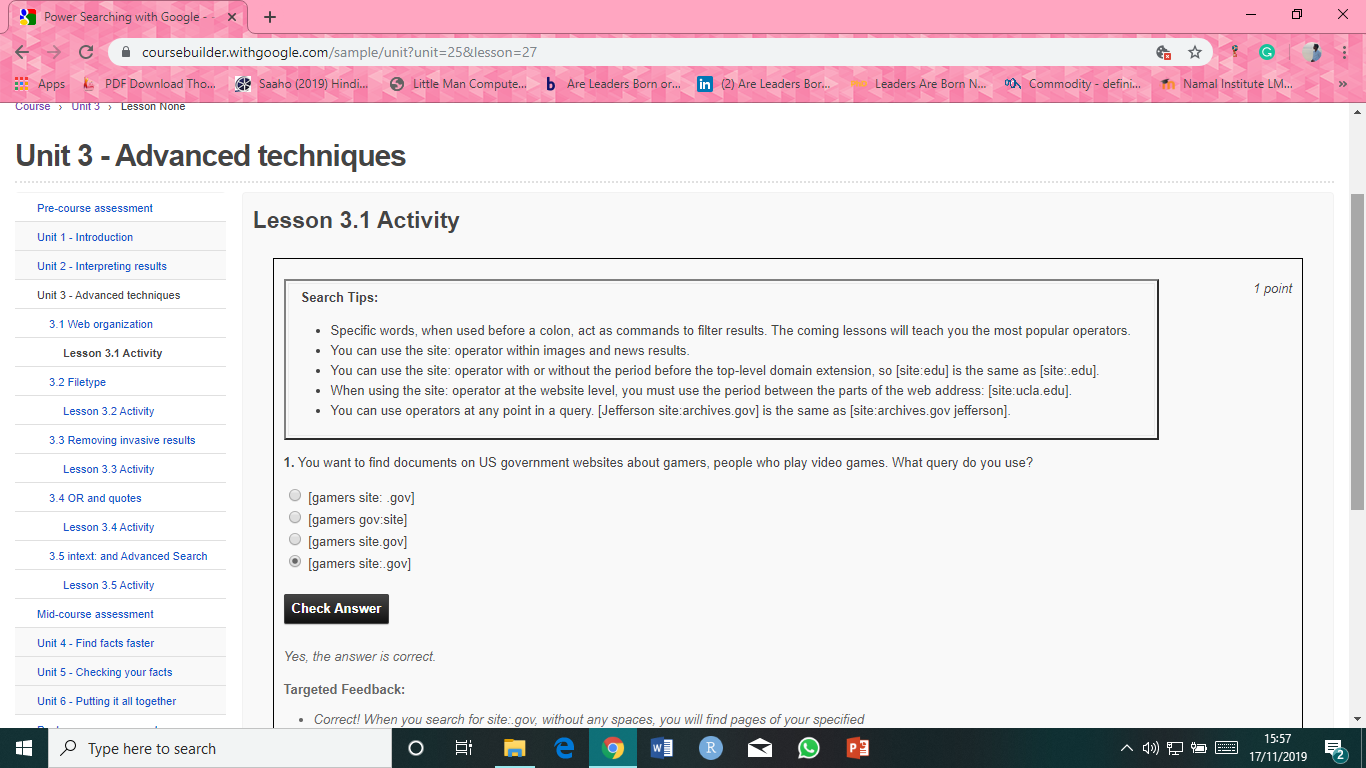 Power Searching with Google -
coursebuilder.withgoogle.com/sample/unit?unit=25&lesson=27
Apps
PDF Download Tho...
Saaho (2019) Hindi...
Little Man Compute...
b Are Leaders Born or...
in (2) Are Leaders Bor...
Leaders Are Born N...
Commodity - defini...
Namal Institute LM...
»
Course › Unit 3 › Lesson None
Unit 3 - Advanced techniques
Pre-course assessment
Unit 1 - Introduction
Unit 2 - Interpreting results
Unit 3 - Advanced techniques
3.1 Web organization
Lesson 3.1 Activity
3.2 Filetype
Lesson 3.2 Activity
3.3 Removing invasive results
Lesson 3.3 Activity
3.4 OR and quotes
Lesson 3.4 Activity
3.5 intext: and Advanced Search
Lesson 3.5 Activity
Mid-course assessment
Unit 4 - Find facts faster
Unit 5 - Checking your facts
Unit 6 - Putting it all together
Lesson 3.1 Activity
1 point
Search Tips:
• Specific words, when used before a colon, act as commands to filter results. The coming lessons will teach you the most popular operators.
• You can use the site: operator within images and news results.
• You can use the site: operator with or without the period before the top-level domain extension, so [site:edu] is the same as [site:.edu].
• When using the site: operator at the website level, you must use the period between the parts of the web address: [site:ucla.edu].
• You can use operators at any point in a query. [Jefferson site:archives.gov] is the same as [site:archives.gov jefferson].
1. You want to find documents on US government websites about gamers, people who play video games. What query do you use?
[gamers site: .gov]
[gamers gov:site]
[gamers site.gov]
[gamers site:.gov]
Check Answer
Yes, the answer is correct.
Targeted Feedback:
• Correct! When you search for site:.gov, without any spaces, you will find pages of your specified
Type here to search
15:57
17/11/2019
2